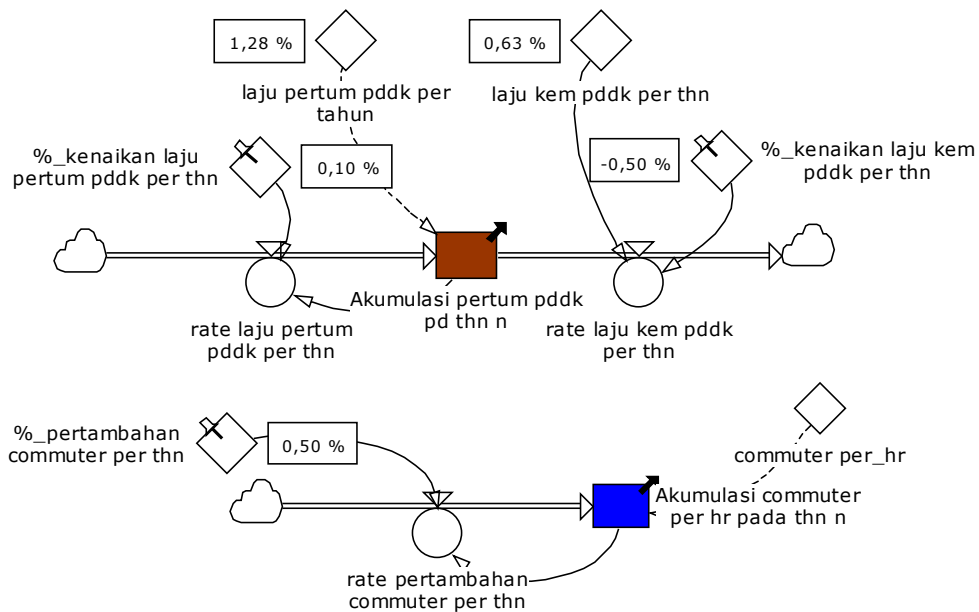 1,28 %
0,63 %
laju pertum pddk per
tahun
laju kem pddk per thn
%_kenaikan laju
pertum pddk per thn
0,10 %
-0,50 %
%_kenaikan laju kem
pddk per thn
Akumulasi pertum pddk
pd thn n
rate laju pertum
pddk per thn
rate laju kem pddk
per thn
%_pertambahan
commuter per thn
0,50 %
commuter per_hr
Akumulasi commuter
per hr pada thn n
rate pertambahan
commuter per thn